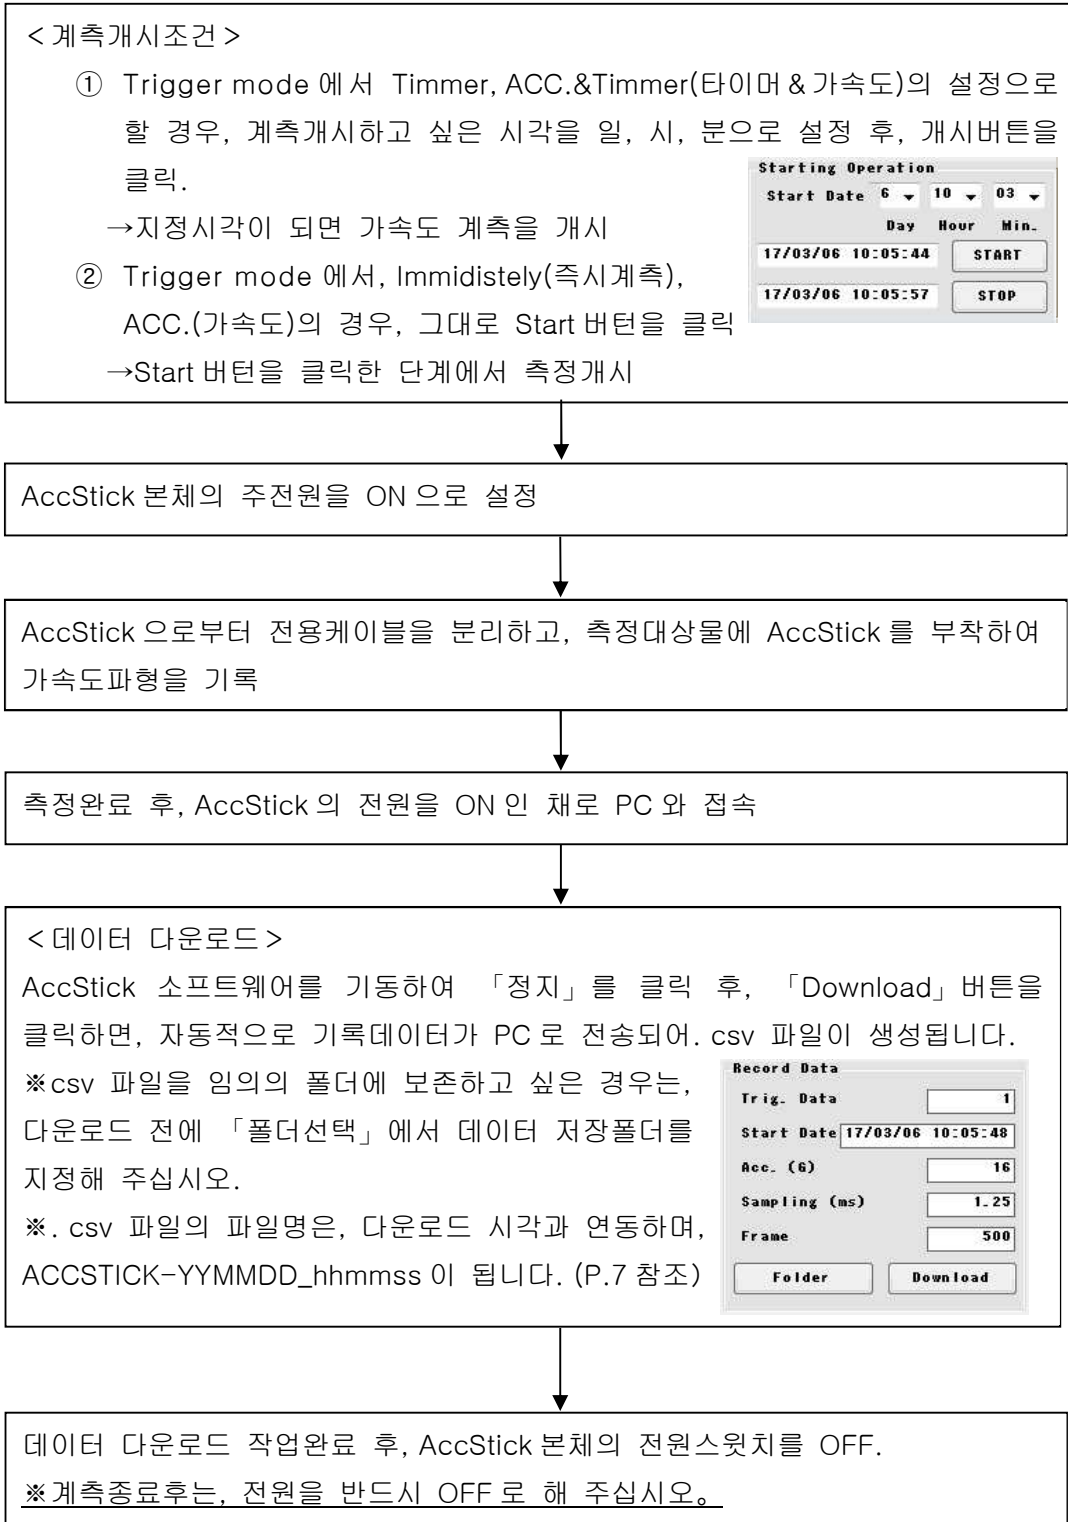 <계측개시조건>
① Trigger mode 에서 Timmer, ACC.&Timmer(타이머&가속도)의 설정으로
할 경우, 계측개시하고 싶은 시각을 일, 시, 분으로 설정 후, 개시버튼을
클릭.
→지정시각이 되면 가속도 계측을 개시
② Trigger mode 에서, Immidistely(즉시계측),
ACC.(가속도)의 경우, 그대로 Start 버턴을 클릭
→Start 버턴을 클릭한 단계에서 측정개시
Starting Operation
Start Date 6 10 03
Day Hour Min.
17/03/06 10:05:44 START
17/03/06 10:05:57 STOP
AccStick 본체의 주전원을 ON 으로 설정
AccStick 으로부터 전용케이블을 분리하고, 측정대상물에 AccStick 를 부착하여
가속도파형을 기록
측정완료 후, AccStick 의 전원을 ON 인 채로 PC 와 접속
<데이터 다운로드>
AccStick 소프트웨어를 기동하여 「정지」를 클릭 후, 「Download」버튼을
클릭하면, 자동적으로 기록데이터가 PC 로 전송되어. csv 파일이 생성됩니다.
※csv 파일을 임의의 폴더에 보존하고 싶은 경우는,
다운로드 전에 「폴더선택」에서 데이터 저장폴더를
지정해 주십시오.
※. csv 파일의 파일명은, 다운로드 시각과 연동하며,
ACCSTICK-YYMMDD_hhmmss 이 됩니다. (P.7 참조)
Record Data
Trig. Data 1
Start Date 17/03/06 10:05:48
Acc. (G) 16
Sampling (ms) 1.25
Frame 500
Folder Download
데이터 다운로드 작업완료 후, AccStick 본체의 전원스윗치를 OFF.
※계측종료후는, 전원을 반드시 OFF 로 해 주십시오。